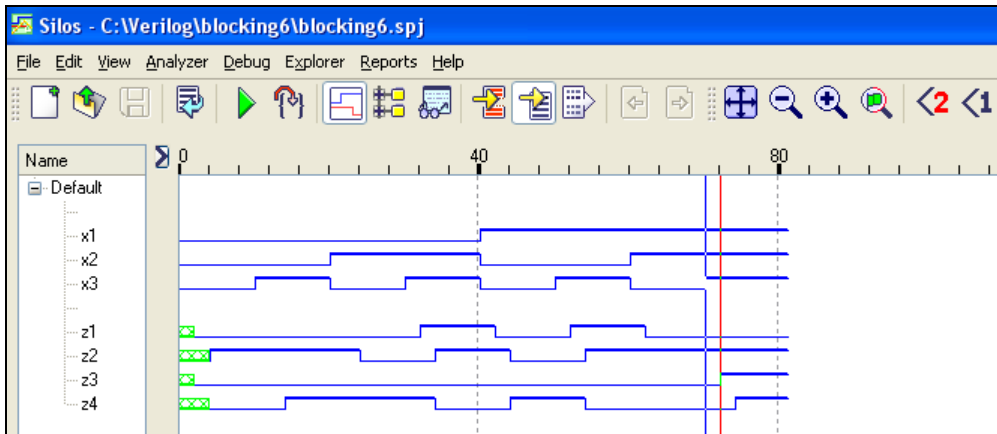 Silos - C:\Verilog\blocking6\blocking6.spj
File Edit View Analyzer Debug Explorer Reports Help
2 1
Name 0 40 80
Default
x1
x2
x3
z1
z2
z3
z4